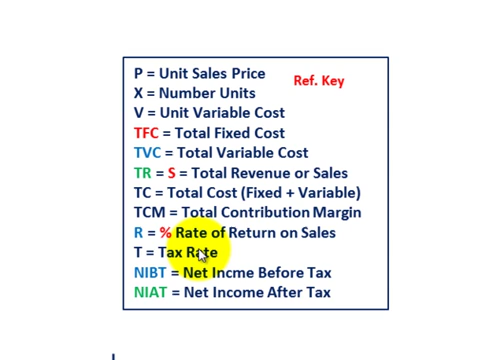 P = Unit Sales Price
Ref. Key
X = Number Units
V = Unit Variable Cost
TFC = Total Fixed Cost
TVC = Total Variable Cost
TR = S = Total Revenue or Sales
TC = Total Cost (Fixed + Variable)
TCM = Total Contribution Margin
R = % Rate of Return on Sales
T = Tax Rate
NIBT = Net Incme Before Tax
NIAT = Net Income After Tax